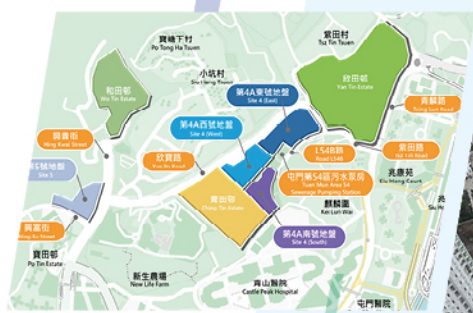 寶塘下村
Po Tong Ha Tsuen
紫田村
Tsz Tin Tsuen
小坑村
Siu Hang Tsuen
和田邨
Wo Tin Estate
欣田邨
Yan Tin Estate
第4A東號地盤
Site 4 (East)
青麟路
Tsing Lun Road
第4A西號地盤
Site 4 (West)
興貴街
Hing Kwai Street
欣寶路
Yan Po Road
L54B路
Road L54B
紫田路
Tsz Tin Road
第5號地盤
Site 5
屯門第54區污水泵房
Tuen Mun Area 54
Sewerage Pumping Station
兆康苑
Siu Hong Court
菁田邨
Ching Tin Estate
麒麟圍
Kei Lun Wai
興富街
Hing Fu Street
第4A南號地盤
Site 4 (South)
寶田邨
Po Tin Estate
新生農場
New Life Farm
青山醫院
Castle Peak Hospital
屯門醫院